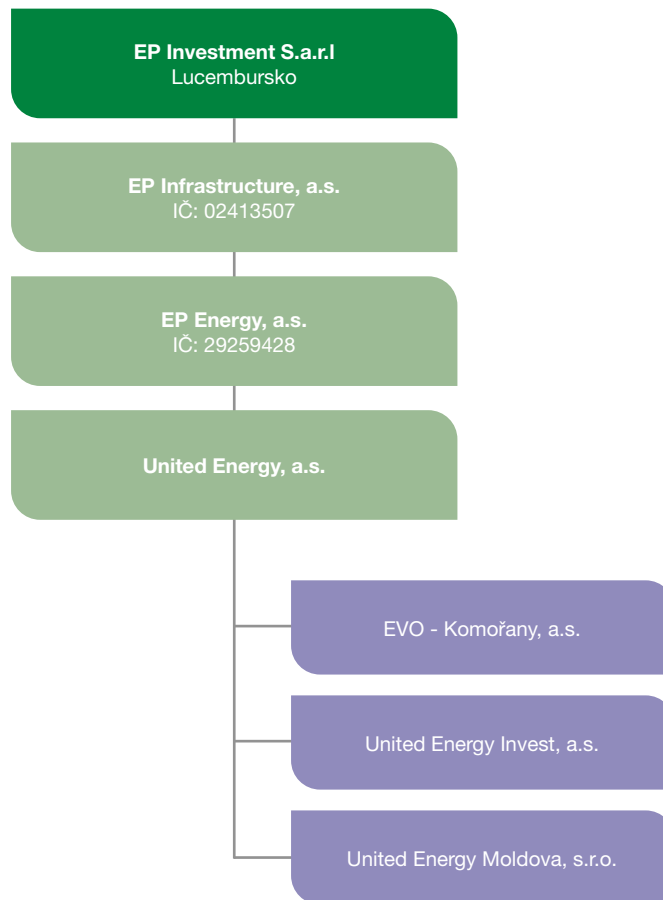 EP Investment S.a.r.l
Lucembursko
EP Infrastructure, a.s.
IČ: 02413507
EP Energy, a.s.
IČ: 29259428
United Energy, a.s.
EVO - Komořany, a.s.
United Energy Invest, a.s.
United Energy Moldova, s.r.o.